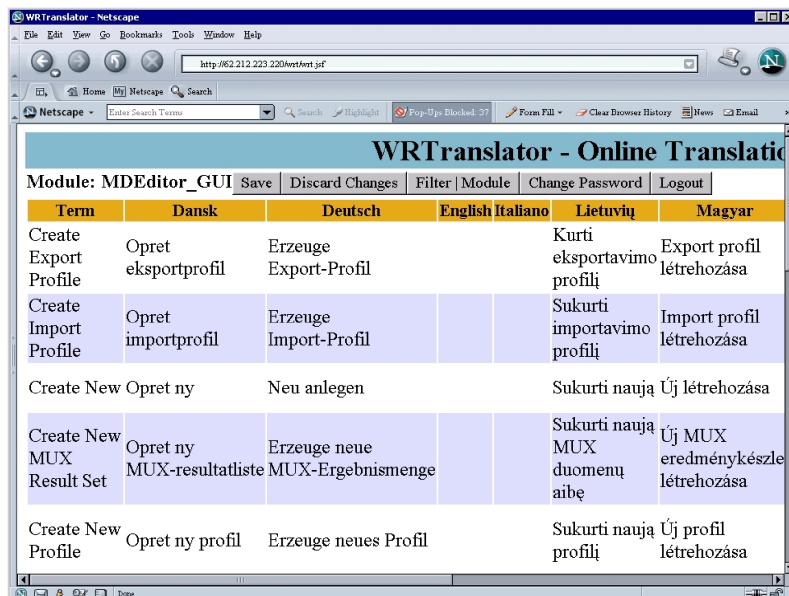 WRTranslator - Netscape
File Edit View Go Bookmarks Tools Window Help
http://62.212.223.220/wrt/wrt.jsf
Home My Netscape Search
Netscape Enter Search Terms Search Highlight Pop-Ups Blocked: 37 Form Fill Clear Browser History News Email
WRTranslator - Online Translatio
Module: MDEditor_GUI Save Discard Changes Filter | Module Change Password Logout
Term Dansk Deutsch English Italiano Lietuvių Magyar
Create Export Profile Opret eksportprofil Erzeuge Export-Profil Kurti eksportavimo profilį Export profil létrehozása
Create Import Profile Opret importprofil Erzeuge Import-Profil Sukurti importavimo profilį Import profil létrehozása
Create New Opret ny Neu anlegen Sukurti naują Új létrehozása
Create New MUX Result Set Opret ny MUX-resultatliste Erzeuge neue MUX-Ergebnismenge Sukurti naują MUX duomenų aibę Új MUX eredménykészle létrehozása
Create New Profile Opret ny profil Erzeuge neues Profil Sukurti naują profilį Új profil létrehozása
Done